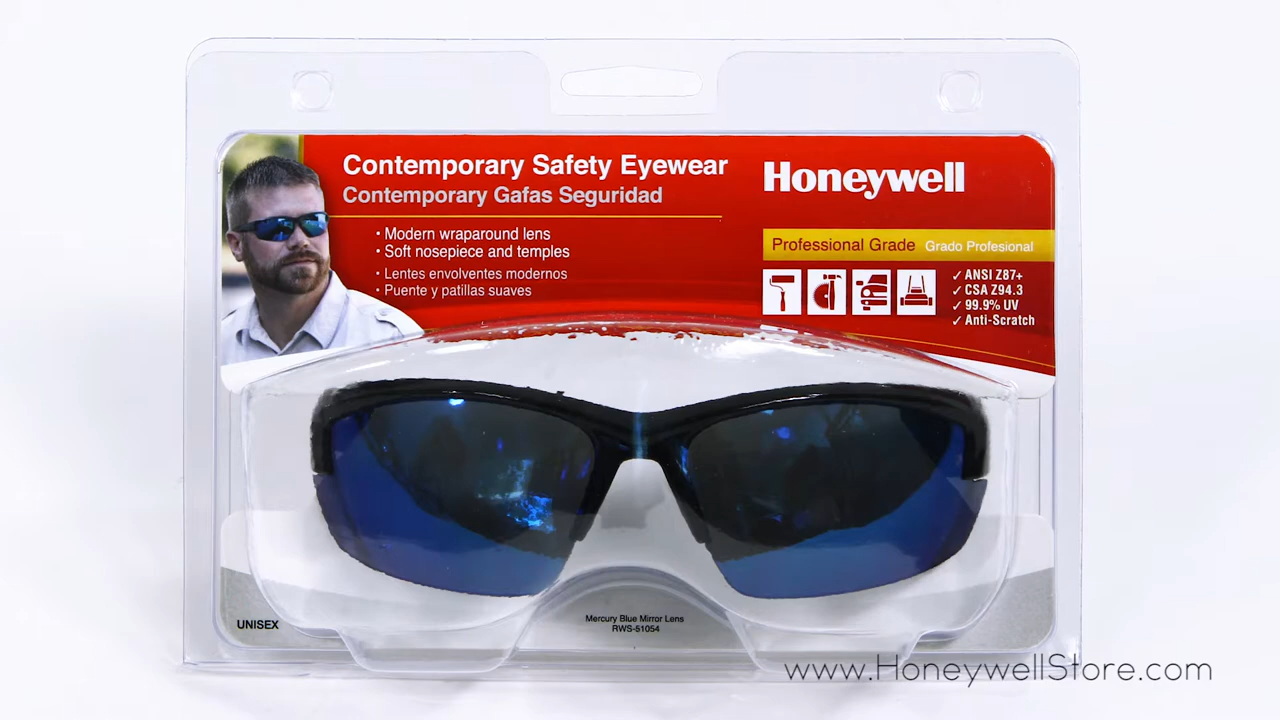 Contemporary Safety Eyewear
Contemporary Gafas Seguridad
• Modern wraparound lens
• Soft nosepiece and temples
• Lentes envolventes modernos
• Puente y patillas suaves
Honeywell
Professional Grade Grado Profesional
✓ ANSI Z87+
✓ CSA Z94.3
✓ 99.9% UV
✓ Anti-Scratch
UNISEX
Mercury Blue Mirror Lens
RWS-51054
www.HoneywellStore.com